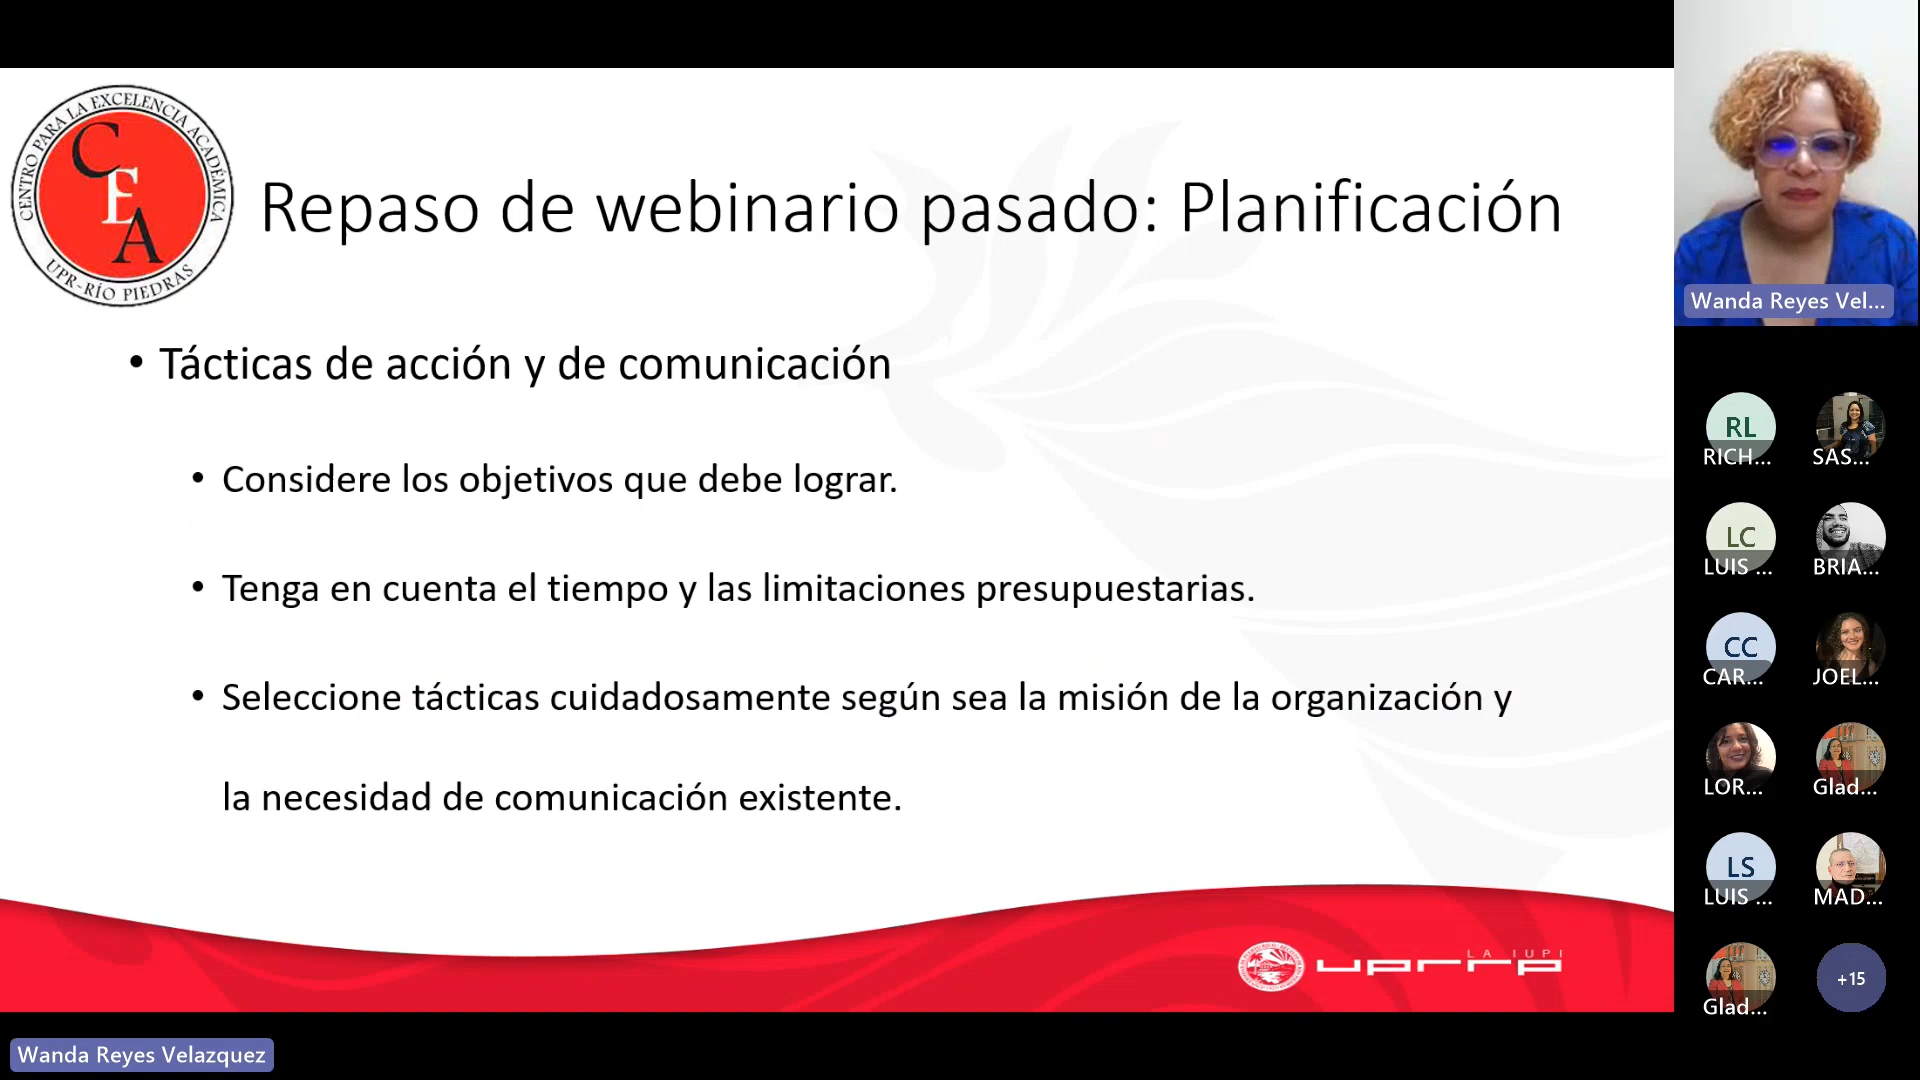 CENTRO PARA LA EXCELENCIA ACADÉMICA
CEA
UPR-RÍO PIEDRAS
Repaso de webinario pasado: Planificación
• Tácticas de acción y de comunicación
• Considere los objetivos que debe lograr.
• Tenga en cuenta el tiempo y las limitaciones presupuestarias.
• Seleccione tácticas cuidadosamente según sea la misión de la organización y
la necesidad de comunicación existente.
LA IUPI
uprrp
Wanda Reyes Vel...
RL
RICH...
SAS...
LC
LUIS ...
BRIA...
CC
CAR...
JOEL...
LOR...
Glad...
LS
LUIS ...
MAD...
Glad...
+15
Wanda Reyes Velazquez